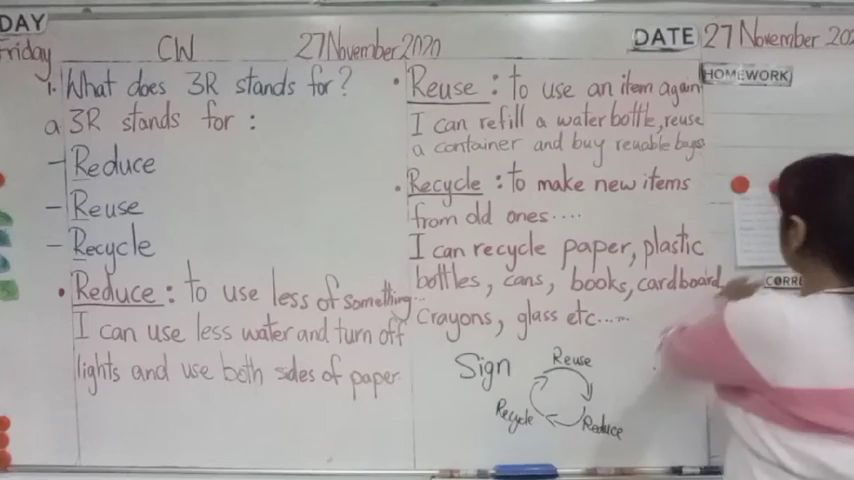 DAY
Friday
CW
27 November 2020
DATE 27 November
HOMEWORK
1. What does 3R stands for?
a 3R stands for :
- Reduce
- Reuse
- Recycle
• Reduce : to use less of something...
I can use less water and turn off
lights and use both sides of paper.
• Reuse : to use an item again
I can refill a water bottle, reuse
a container and buy reuable bags
• Recycle : to make new items
from old ones....
I can recycle paper, plastic
bottles, cans, books, cardboard
crayons, glass etc.....
Sign
Reuse
Recycle
Reduce